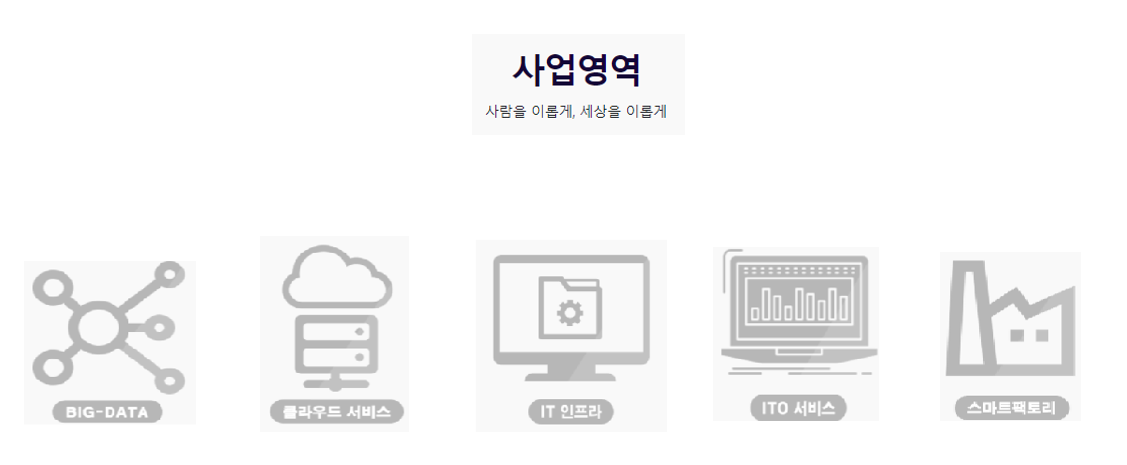 사업영역
사람을 이롭게, 세상을 이롭게
BIG-DATA
클라우드 서비스
IT 인프라
ITO 서비스
스마트팩토리